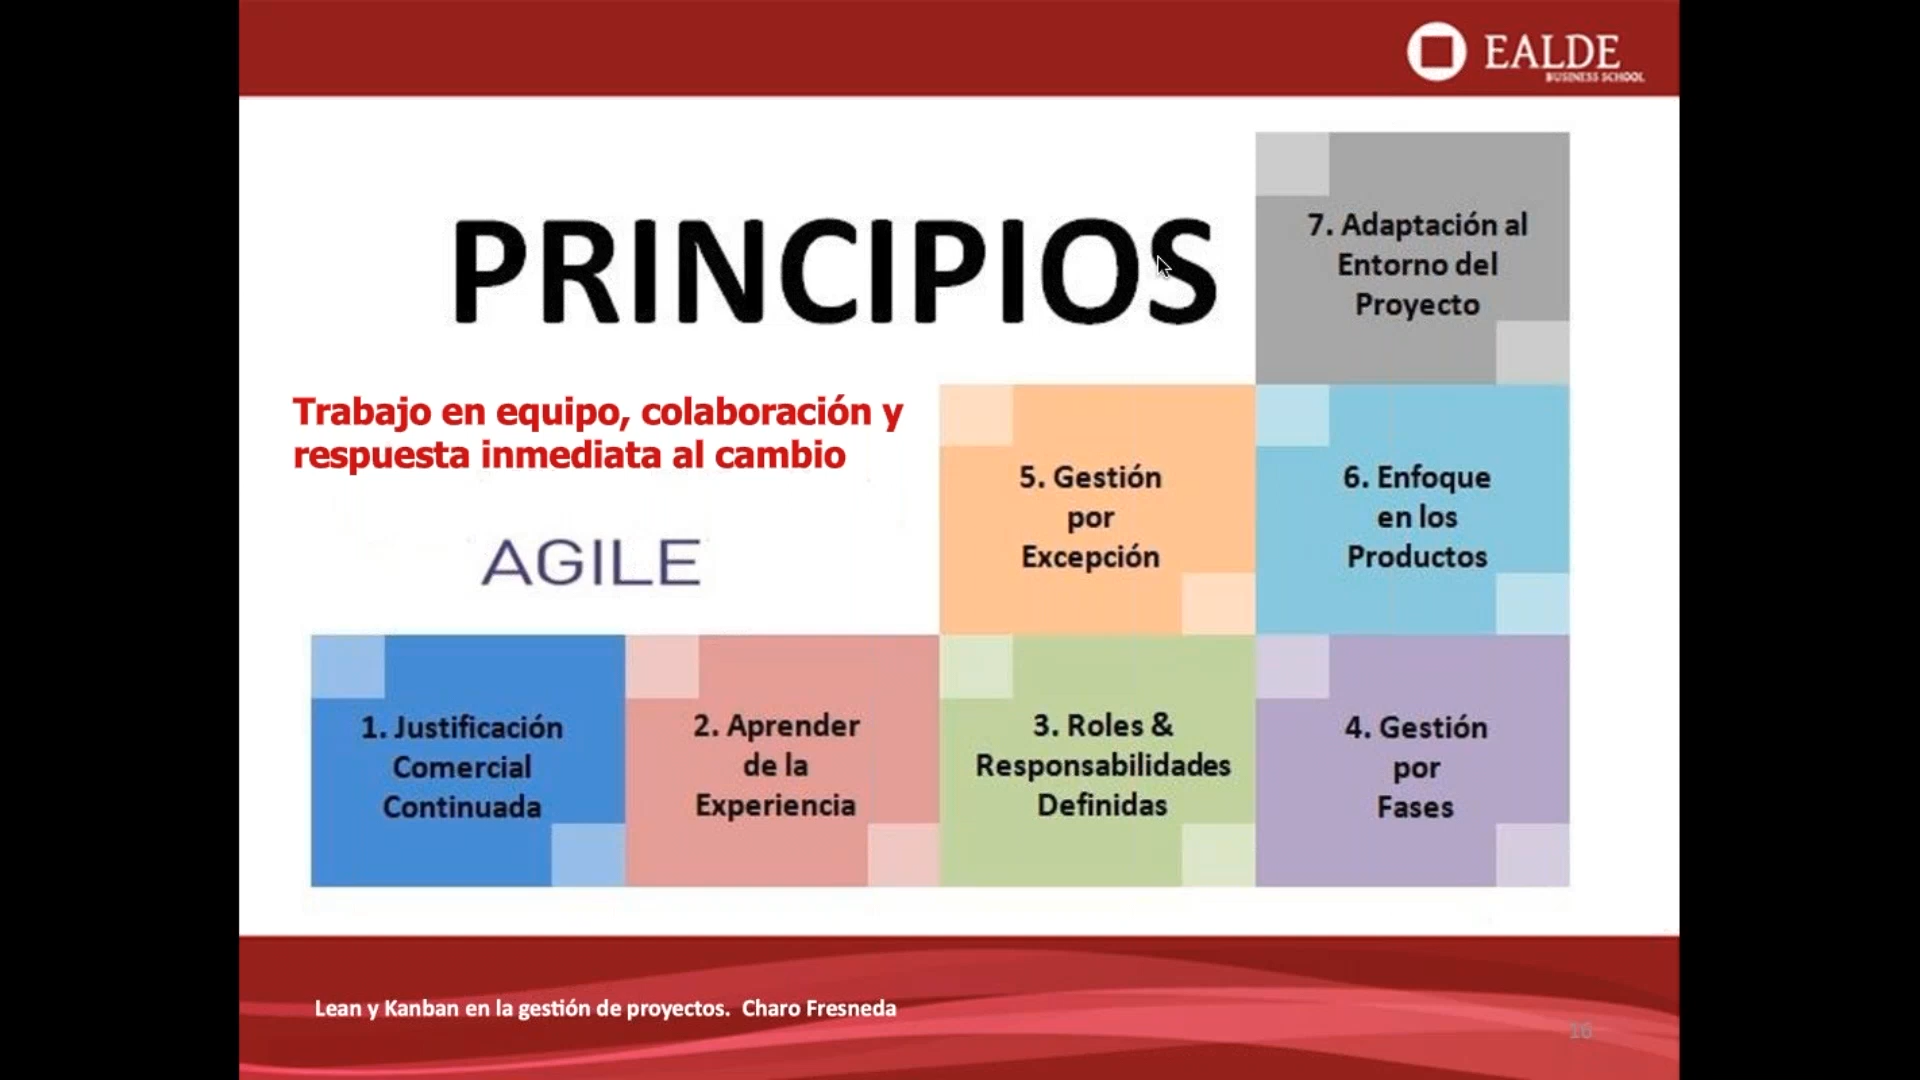 EALDE
BUSINESS SCHOOL
PRINCIPIOS
7. Adaptación al
Entorno del
Proyecto
Trabajo en equipo, colaboración y
respuesta inmediata al cambio
AGILE
5. Gestión
por
Excepción
6. Enfoque
en los
Productos
1. Justificación
Comercial
Continuada
2. Aprender
de la
Experiencia
3. Roles &
Responsabilidades
Definidas
4. Gestión
por
Fases
Lean y Kanban en la gestión de proyectos.  Charo Fresneda
16